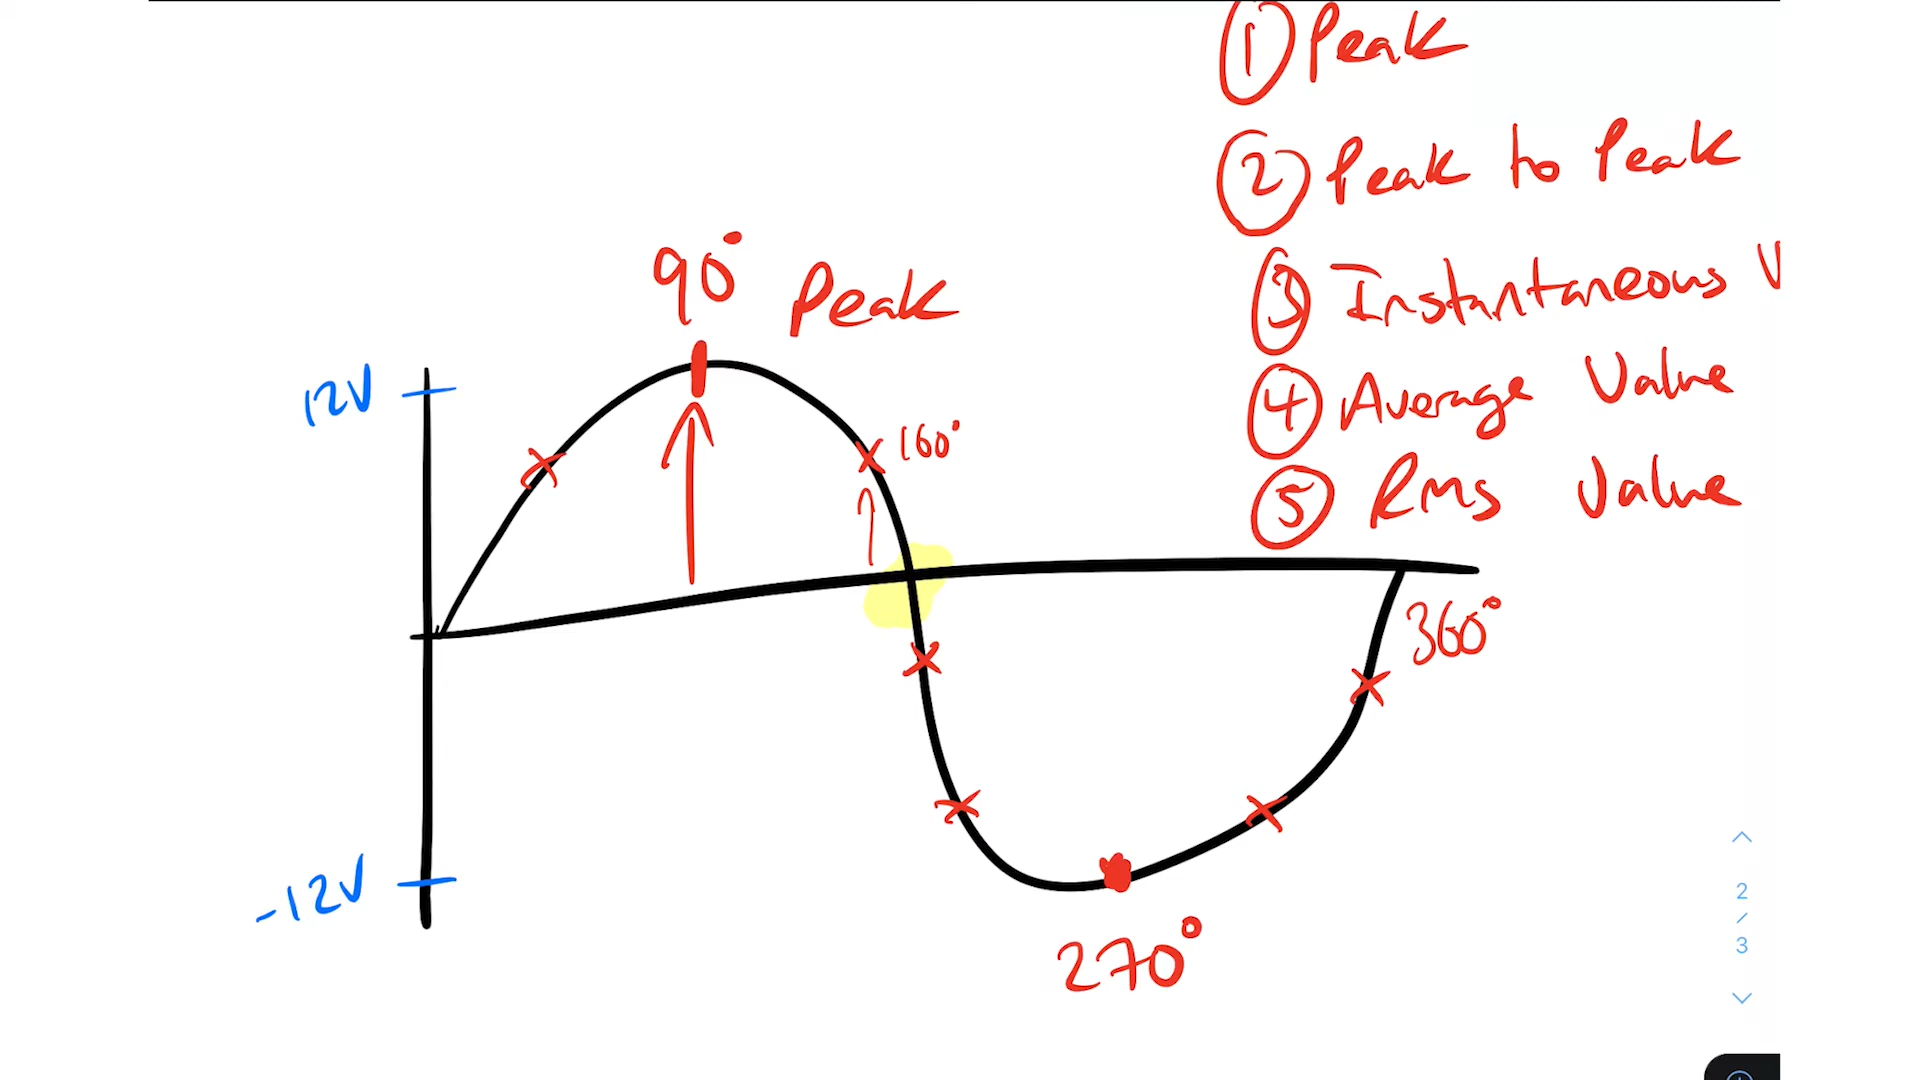 ① Peak
② Peak to Peak
③ Instantaneous V
④ Average Value
⑤ RMS Value
90° Peak
12V
160°
360°
-12V
270°
2
/
3